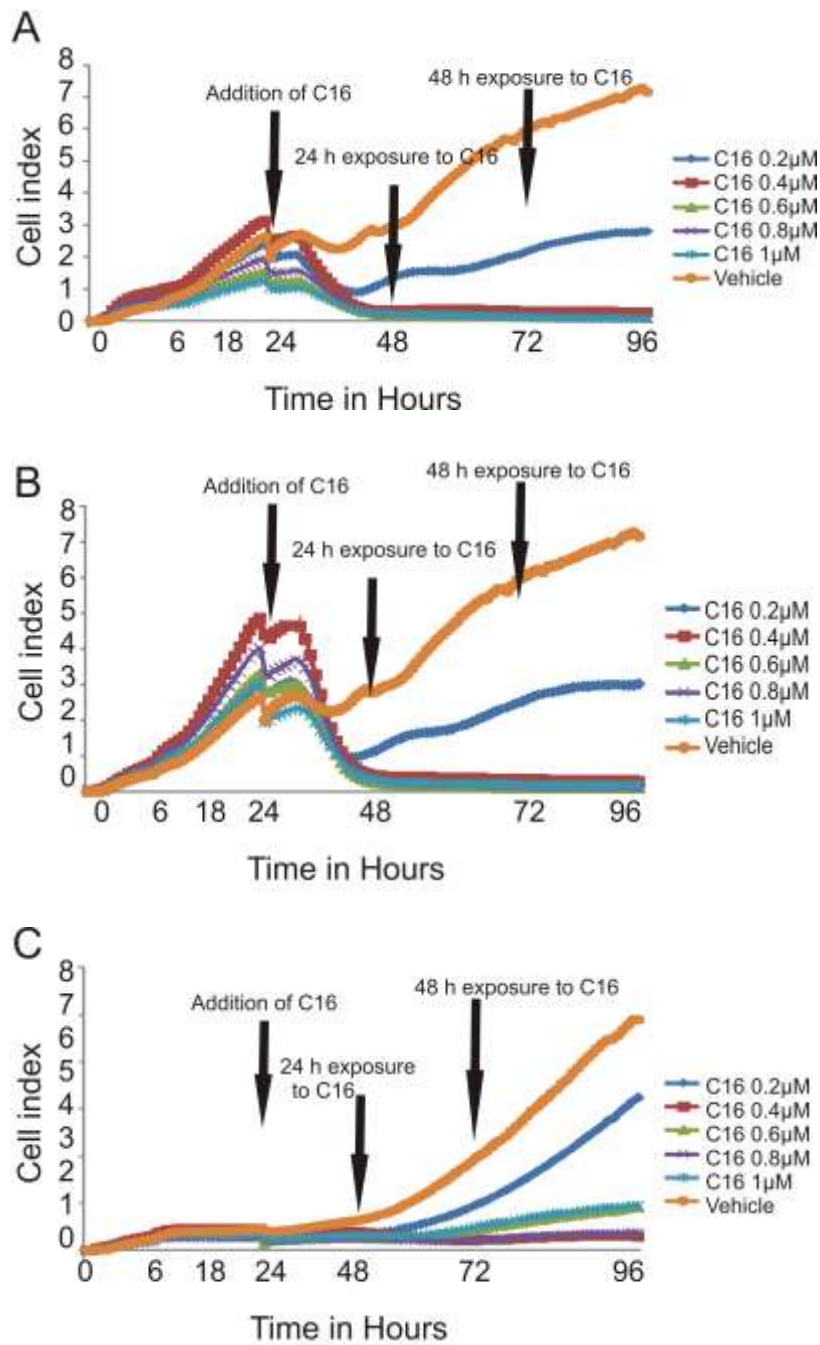 A
8
7
6
5
4
3
2
1
0
Cell index
Addition of C16
24 h exposure to C16
48 h exposure to C16
C16 0.2µM
C16 0.4µM
C16 0.6µM
C16 0.8µM
C16 1µM
Vehicle
0 6 18 24 48 72 96
Time in Hours
B
8
7
6
5
4
3
2
1
0
Cell index
Addition of C16
24 h exposure to C16
48 h exposure to C16
C16 0.2µM
C16 0.4µM
C16 0.6µM
C16 0.8µM
C16 1µM
Vehicle
0 6 18 24 48 72 96
Time in Hours
C
8
7
6
4
2
1
0
Cell index
Addition of C16
24 h exposure
to C16
48 h exposure to C16
C16 0.2µM
C16 0.4µM
C16 0.6µM
C16 0.8µM
C16 1µM
Vehicle
0 6 18 24 48 72 96
Time in Hours